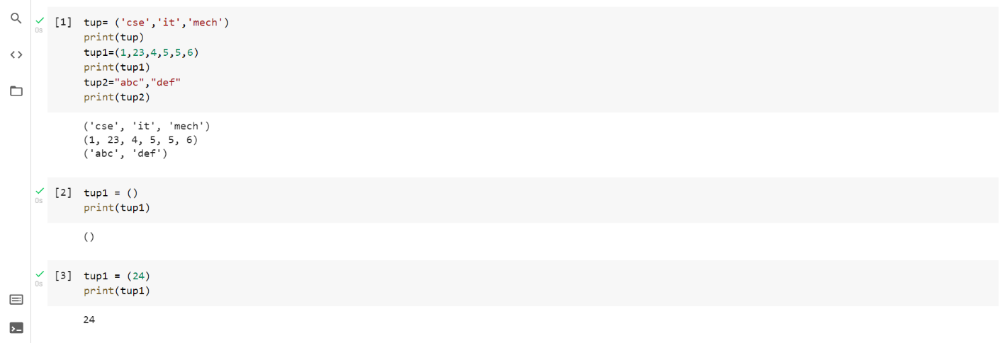 [1] tup= ('cse','it','mech')
0s
print(tup)
tup1=(1,23,4,5,5,6)
print(tup1)
tup2="abc","def"
print(tup2)
('cse', 'it', 'mech')
(1, 23, 4, 5, 5, 6)
('abc', 'def')
[2] tup1 = ()
0s
print(tup1)
()
[3] tup1 = (24)
0s
print(tup1)
24